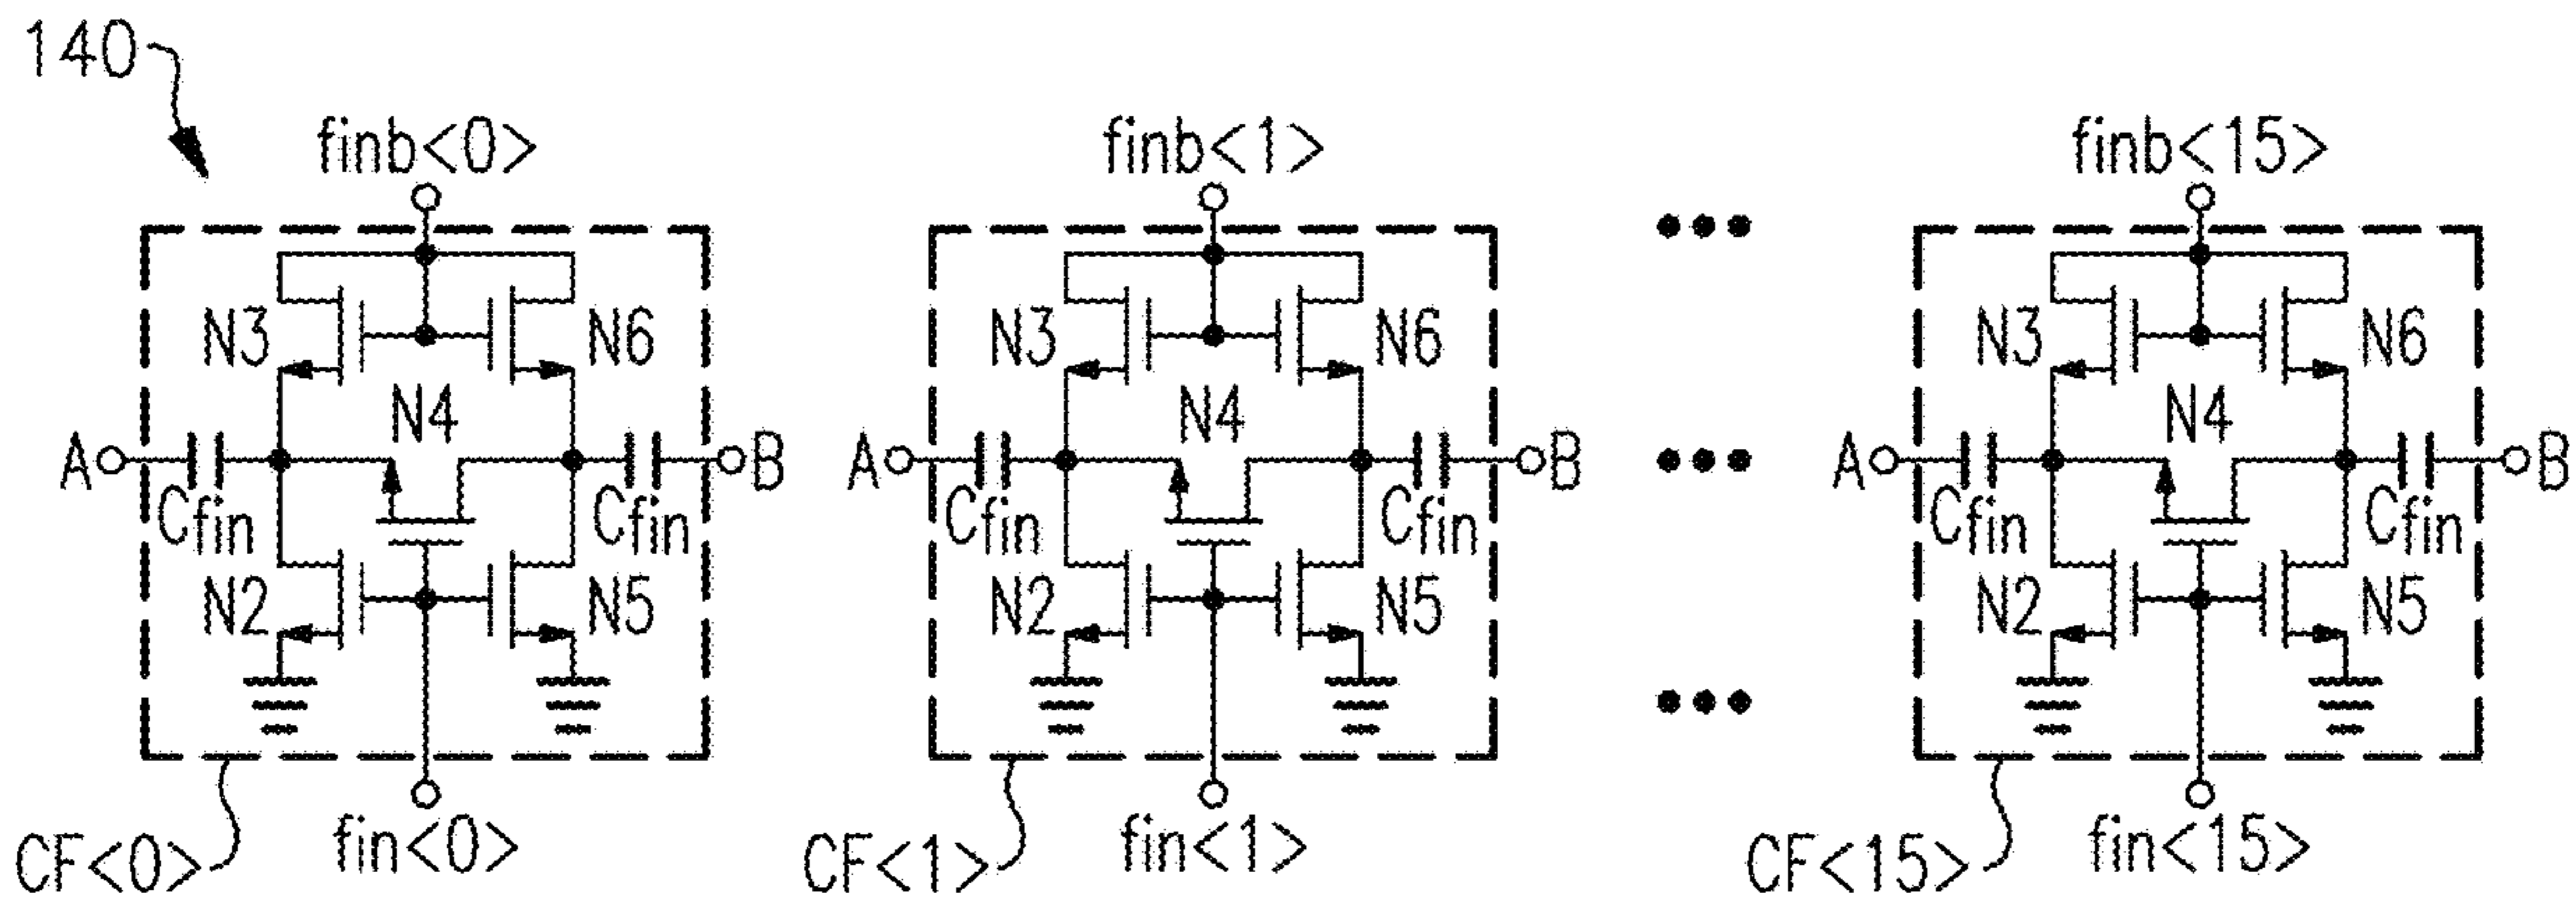 140
finb<0> finb<1> finb<15>
N3 N6 N3 N6 N3 N6
N4 N4 N4
A B A B A B
Cfin Cfin Cfin Cfin Cfin Cfin
N2 N5 N2 N5 N2 N5
CF<0> fin<0> CF<1> fin<1> CF<15> fin<15>